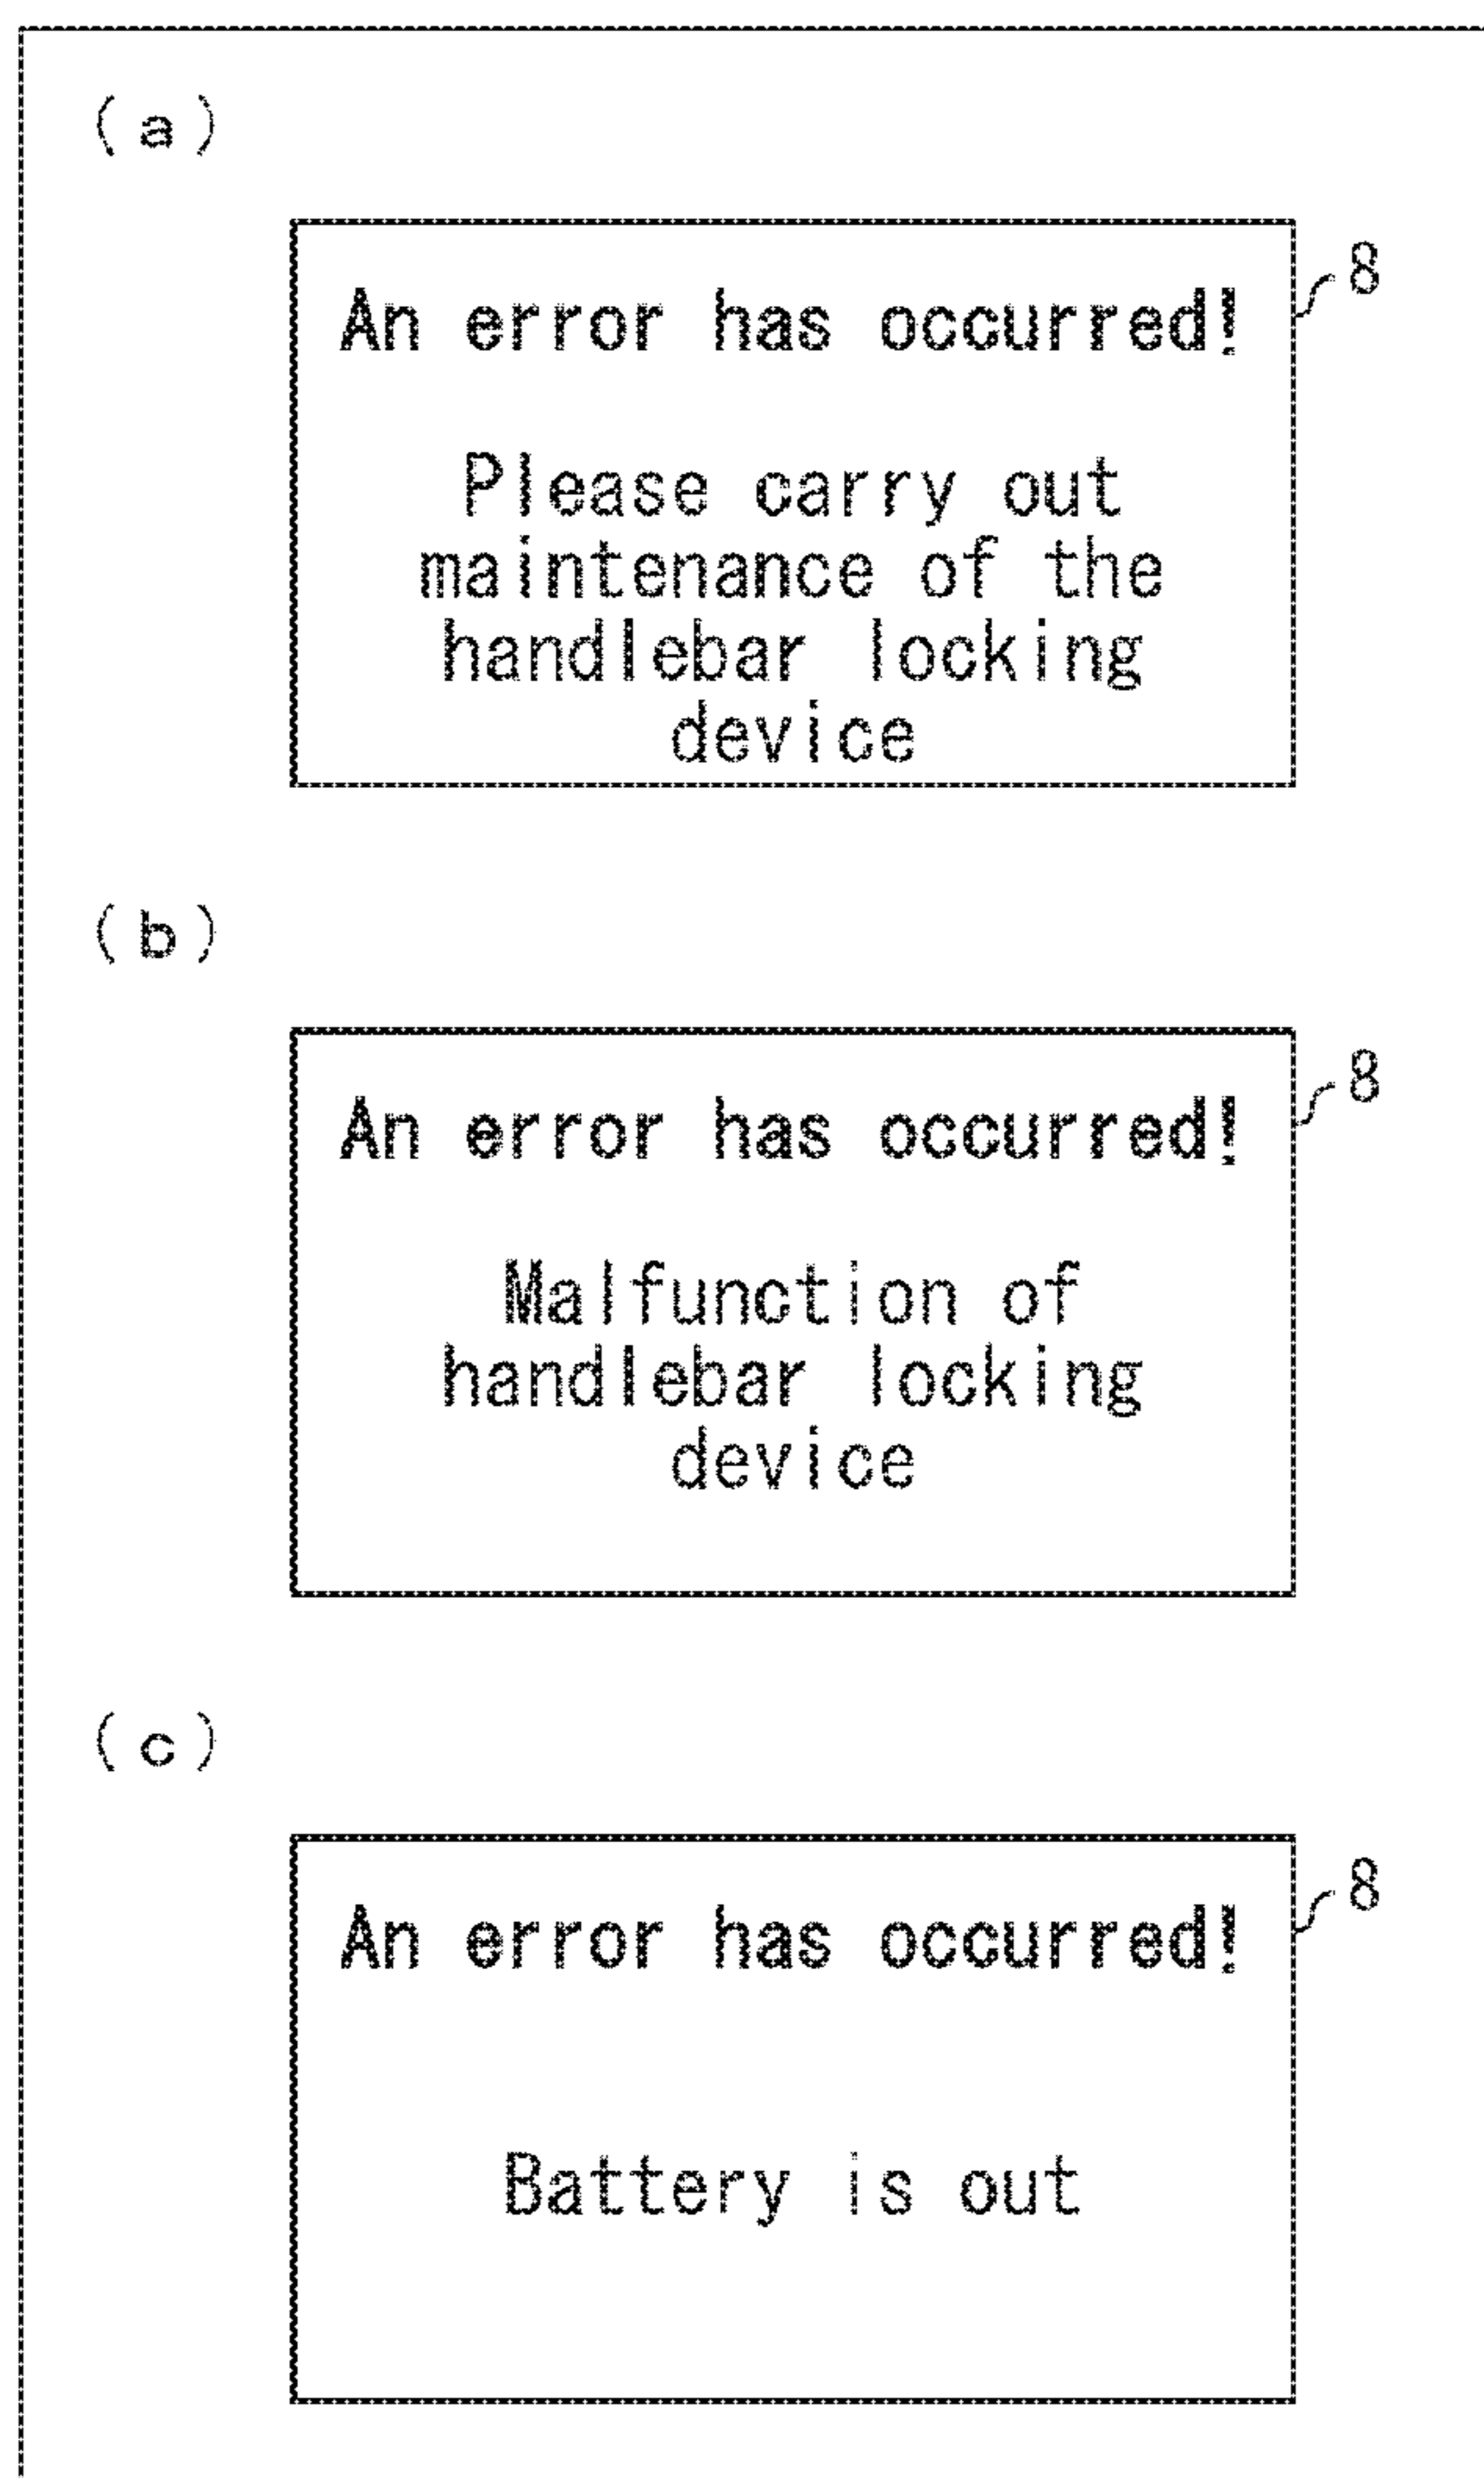 (a)
An error has occurred!
8
Please carry out
maintenance of the
handlebar locking
device
(b)
An error has occurred!
8
Malfunction of
handlebar locking
device
(c)
An error has occurred!
8
Battery is out